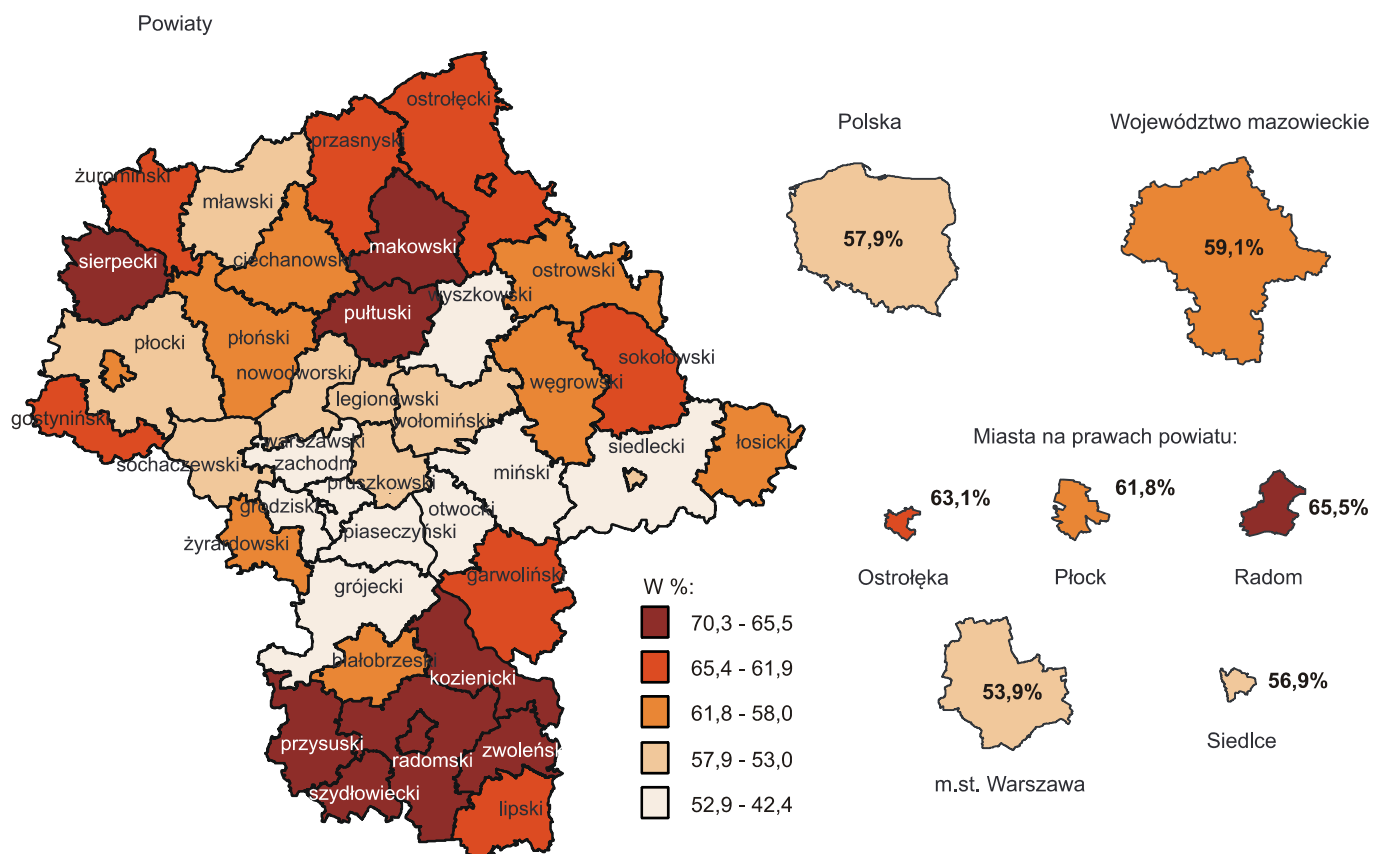 Powiaty
ostrołęcki
przasnyski
żuromiński
mławski
makowski
sierpecki
ciechanowski
ostrowski
wyszkowski
pułtuski
płocki
płoński
sokołowski
nowodworski
węgrowski
legionowski
gostyniński
wołomiński
warszawski
siedlecki
łosicki
sochaczewski
zachodn
miński
pruszkowski
grodziski
otwocki
piaseczyński
żyrardowski
garwolińsk
grójecki
białobrzeski
kozienicki
przysuski
zwoleńsk
radomski
szydłowiecki
lipski
W %:
70,3 - 65,5
65,4 - 61,9
61,8 - 58,0
57,9 - 53,0
52,9 - 42,4
Polska
Województwo mazowieckie
57,9%
59,1%
Miasta na prawach powiatu:
63,1%
61,8%
65,5%
Ostrołęka
Płock
Radom
53,9%
56,9%
Siedlce
m.st. Warszawa